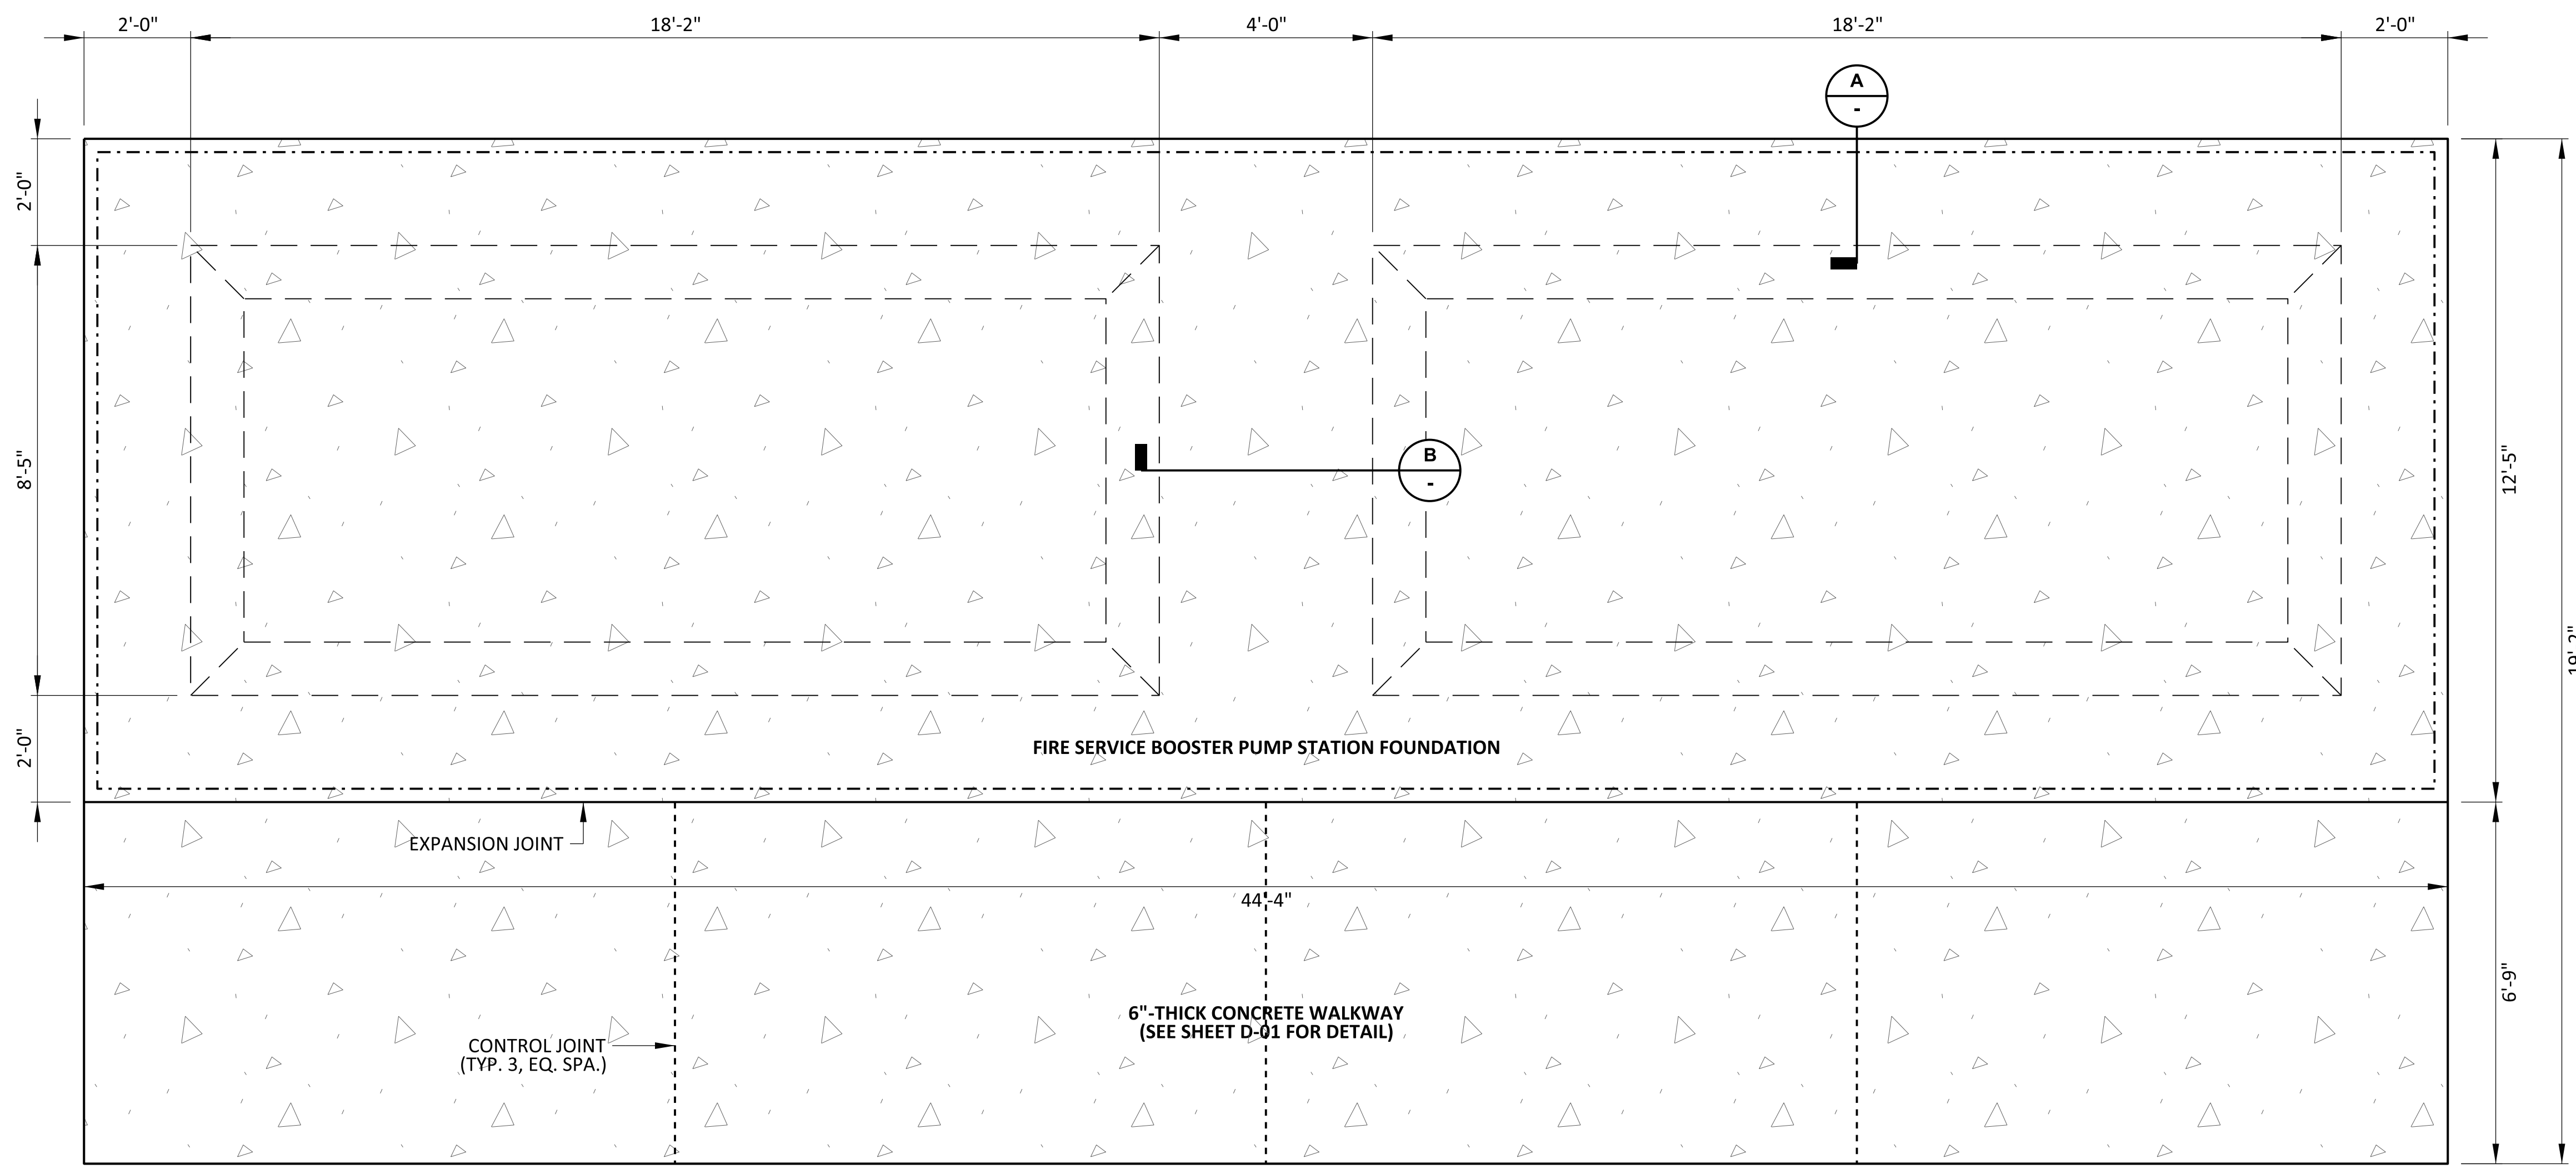 2'-0"
18'-2"
4'-0"
18'-2"
2'-0"
A
-
2'-0"
8'-5"
12'-5"
B
-
19'-2"
2'-0"
FIRE SERVICE BOOSTER PUMP STATION FOUNDATION
EXPANSION JOINT
44'-4"
6'-9"
6"-THICK CONCRETE WALKWAY
(SEE SHEET D-01 FOR DETAIL)
CONTROL JOINT
(TYP. 3, EQ. SPA.)